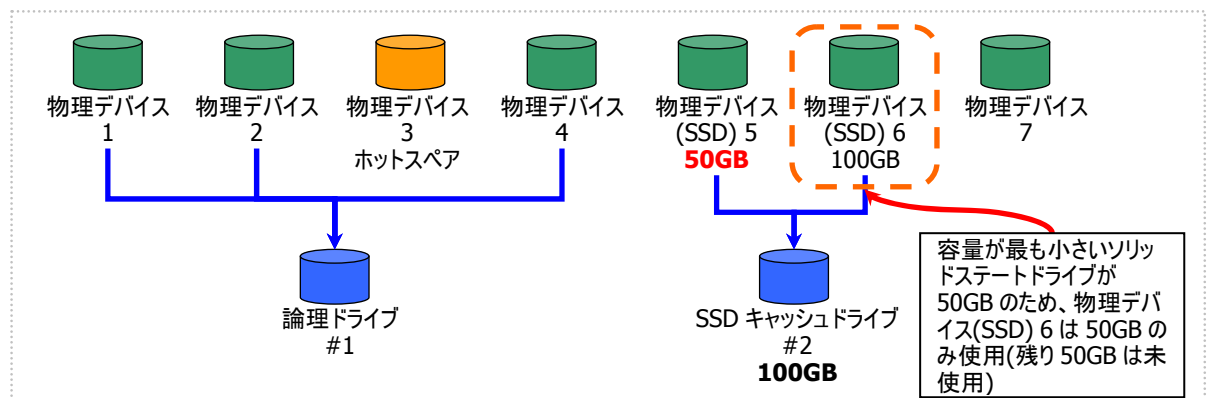 物理デバイス
1
物理デバイス
2
物理デバイス
3
ホットスペア
物理デバイス
4
物理デバイス
(SSD) 5
50GB
物理デバイス
(SSD) 6
100GB
物理デバイス
7
論理ドライブ
#1
SSD キャッシュドライブ
#2
100GB
容量が最も小さいソリッ
ドステートドライブが
50GB のため、物理デバ
イス(SSD) 6 は 50GB の
み使用(残り 50GB は未
使用)